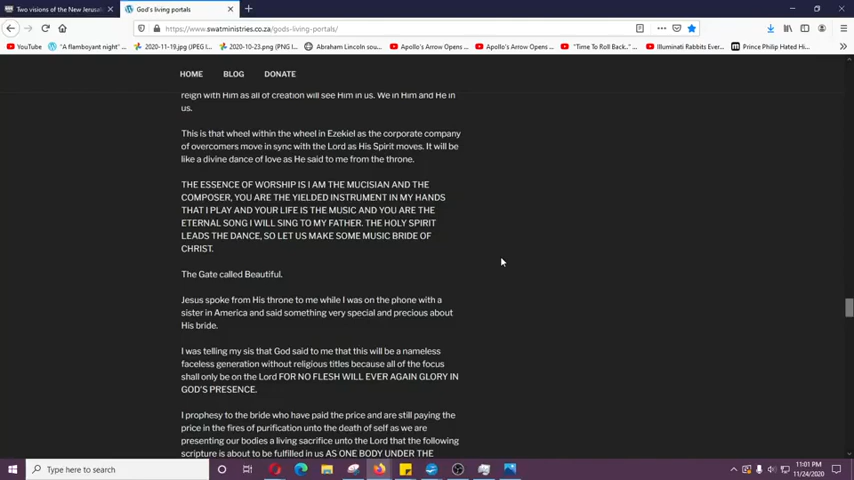 Two visions of the New Jerusal
God's living portals
https://www.swatministries.co.za/gods-living-portals/
YouTube
"A flamboyant night" ...
2020-11-19.jpg (JPEG I...
2020-10-23.png (PNG I...
Abraham Lincoln sou...
Apollo's Arrow Opens ...
"Time To Roll Back"...
Illuminati Rabbits Ever...
Prince Philip Hated Hi...
HOME
BLOG
DONATE
reign with Him as all of creation will see Him in us. We in Him and He in
us.
This is that wheel within the wheel in Ezekiel as the corporate company
of overcomers move in sync with the Lord as His Spirit moves. It will be
like a divine dance of love as He said to me from the throne.
THE ESSENCE OF WORSHIP IS I AM THE MUCISIAN AND THE
COMPOSER, YOU ARE THE YIELDED INSTRUMENT IN MY HANDS
THAT I PLAY AND YOUR LIFE IS THE MUSIC AND YOU ARE THE
ETERNAL SONG I WILL SING TO MY FATHER. THE HOLY SPIRIT
LEADS THE DANCE, SO LET US MAKE SOME MUSIC BRIDE OF
CHRIST.
The Gate called Beautiful.
Jesus spoke from His throne to me while I was on the phone with a
sister in America and said something very special and precious about
His bride.
I was telling my sis that God said to me that this will be a nameless
faceless generation without religious titles because all of the focus
shall only be on the Lord FOR NO FLESH WILL EVER AGAIN GLORY IN
GOD'S PRESENCE.
I prophesy to the bride who have paid the price and are still paying the
price in the fires of purification unto the death of self as we are
presenting our bodies a living sacrifice unto the Lord that the following
scripture is about to be fulfilled in us AS ONE BODY UNDER THE
Type here to search
11:01 PM
11/24/2020